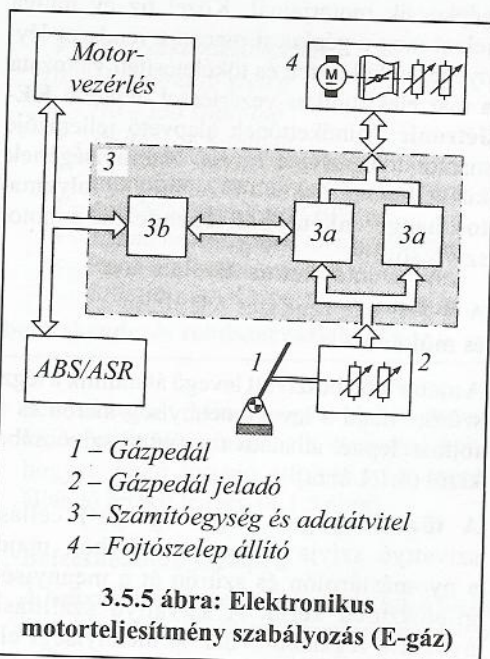 Motor-
vezérlés
4
M
3
3b
3a
3a
ABS/ASR
1
2
1 – Gázpedál
2 – Gázpedál jeladó
3 – Számítóegység és adatátvitel
4 – Fojtószelep állító
3.5.5 ábra: Elektronikus
motorteljesítmény szabályozás (E-gáz)